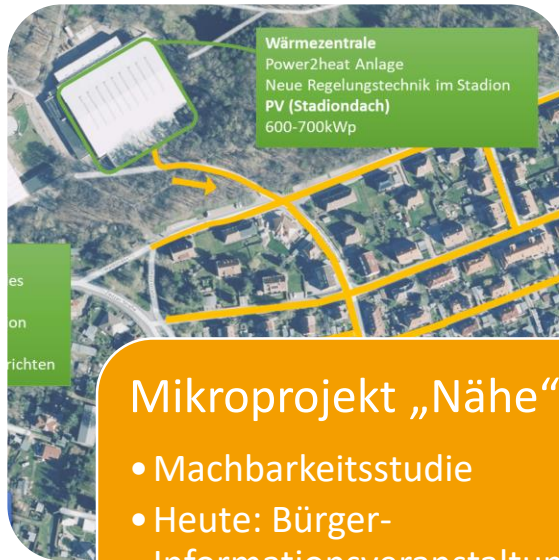 Wärmezentrale
Power2heat Anlage
Neue Regelungstechnik im Stadion
PV (Stadiondach)
600-700kWp
es
on
richten
Mikroprojekt „Nähe“
• Machbarkeitsstudie
• Heute: Bürger-
Informationsveranstaltun